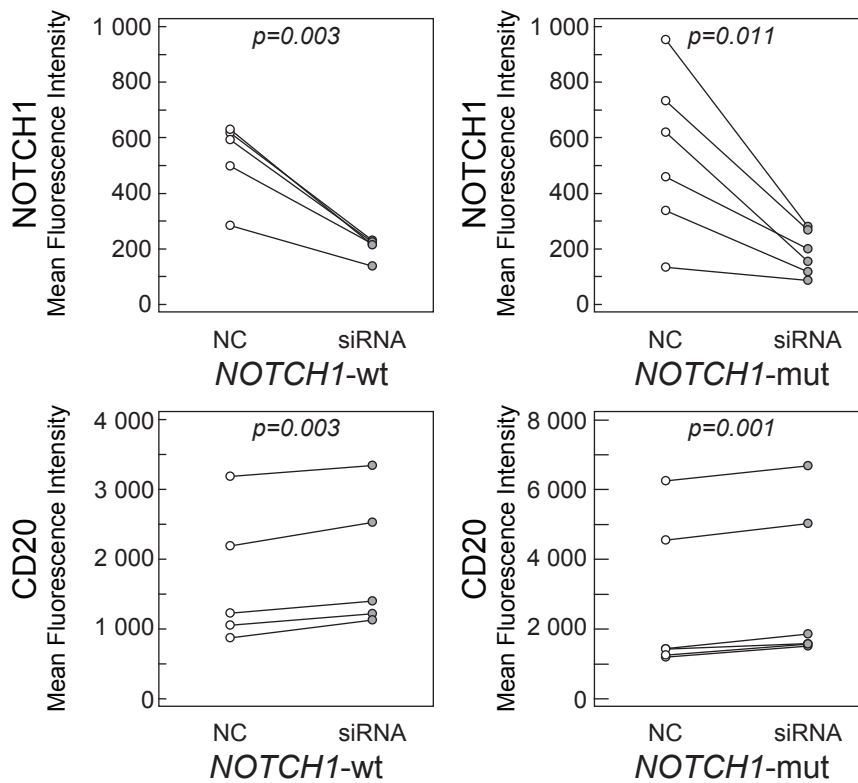 NOTCH1
Mean Fluorescence Intensity
1 000
800
600
400
200
0
p=0.003
NC
siRNA
NOTCH1-wt
NOTCH1
Mean Fluorescence Intensity
1 000
800
600
400
200
0
p=0.011
NC
siRNA
NOTCH1-mut
CD20
Mean Fluorescence Intensity
4 000
3 000
2 000
1 000
0
p=0.003
NC
siRNA
NOTCH1-wt
CD20
Mean Fluorescence Intensity
8 000
6 000
4 000
2 000
0
p=0.001
NC
siRNA
NOTCH1-mut